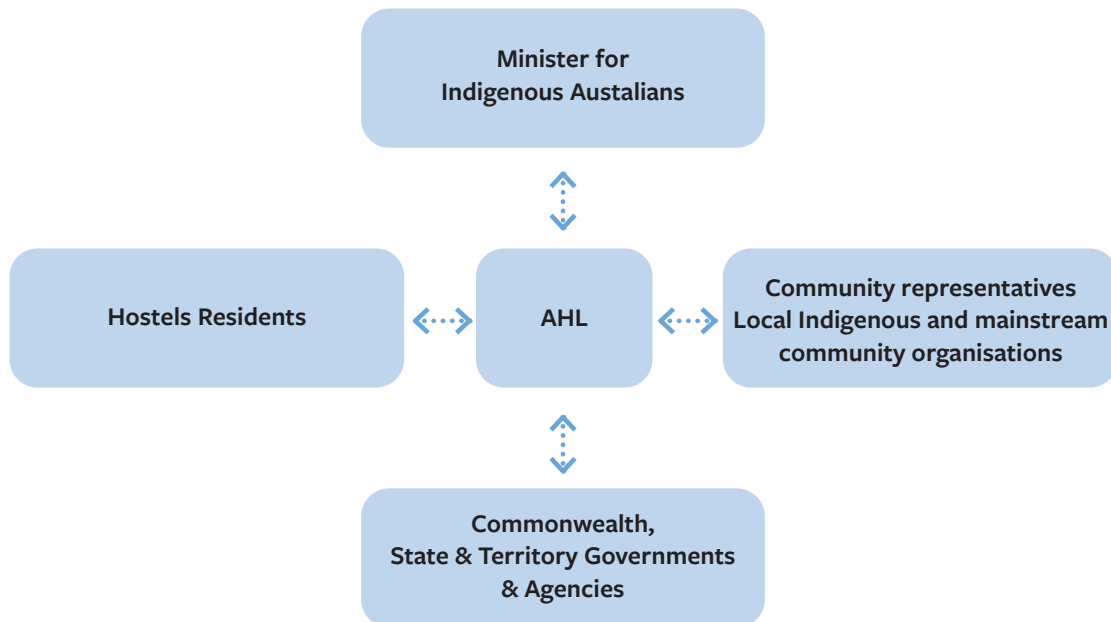 Minister for
Indigenous Austalians
Hostels Residents
AHL
Community representatives
Local Indigenous and mainstream
community organisations
Commonwealth,
State & Territory Governments
& Agencies